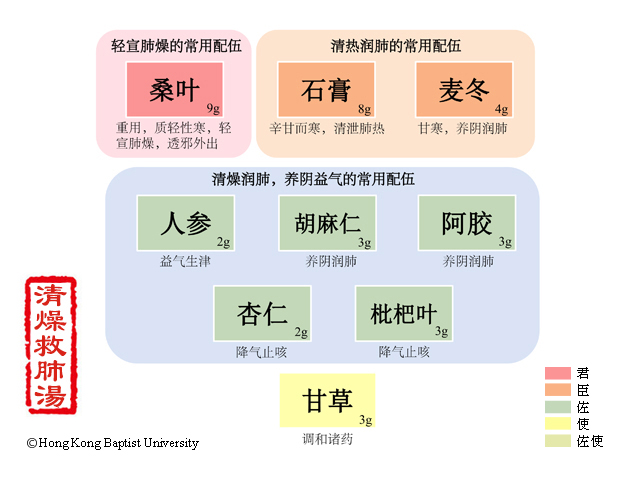 轻宣肺燥的常用配伍
桑叶
9g
重用，质轻性寒，轻
宣肺燥，透邪外出
清热润肺的常用配伍
石膏
8g
辛甘而寒，清泄肺热
麦冬
4g
甘寒，养阴润肺
清燥润肺，养阴益气的常用配伍
人参
2g
益气生津
胡麻仁
3g
养阴润肺
阿胶
3g
养阴润肺
杏仁
2g
降气止咳
枇杷叶
3g
降气止咳
甘草
3g
调和诸药
清燥救肺湯
君
臣
佐
使
佐使
©Hong Kong Baptist University